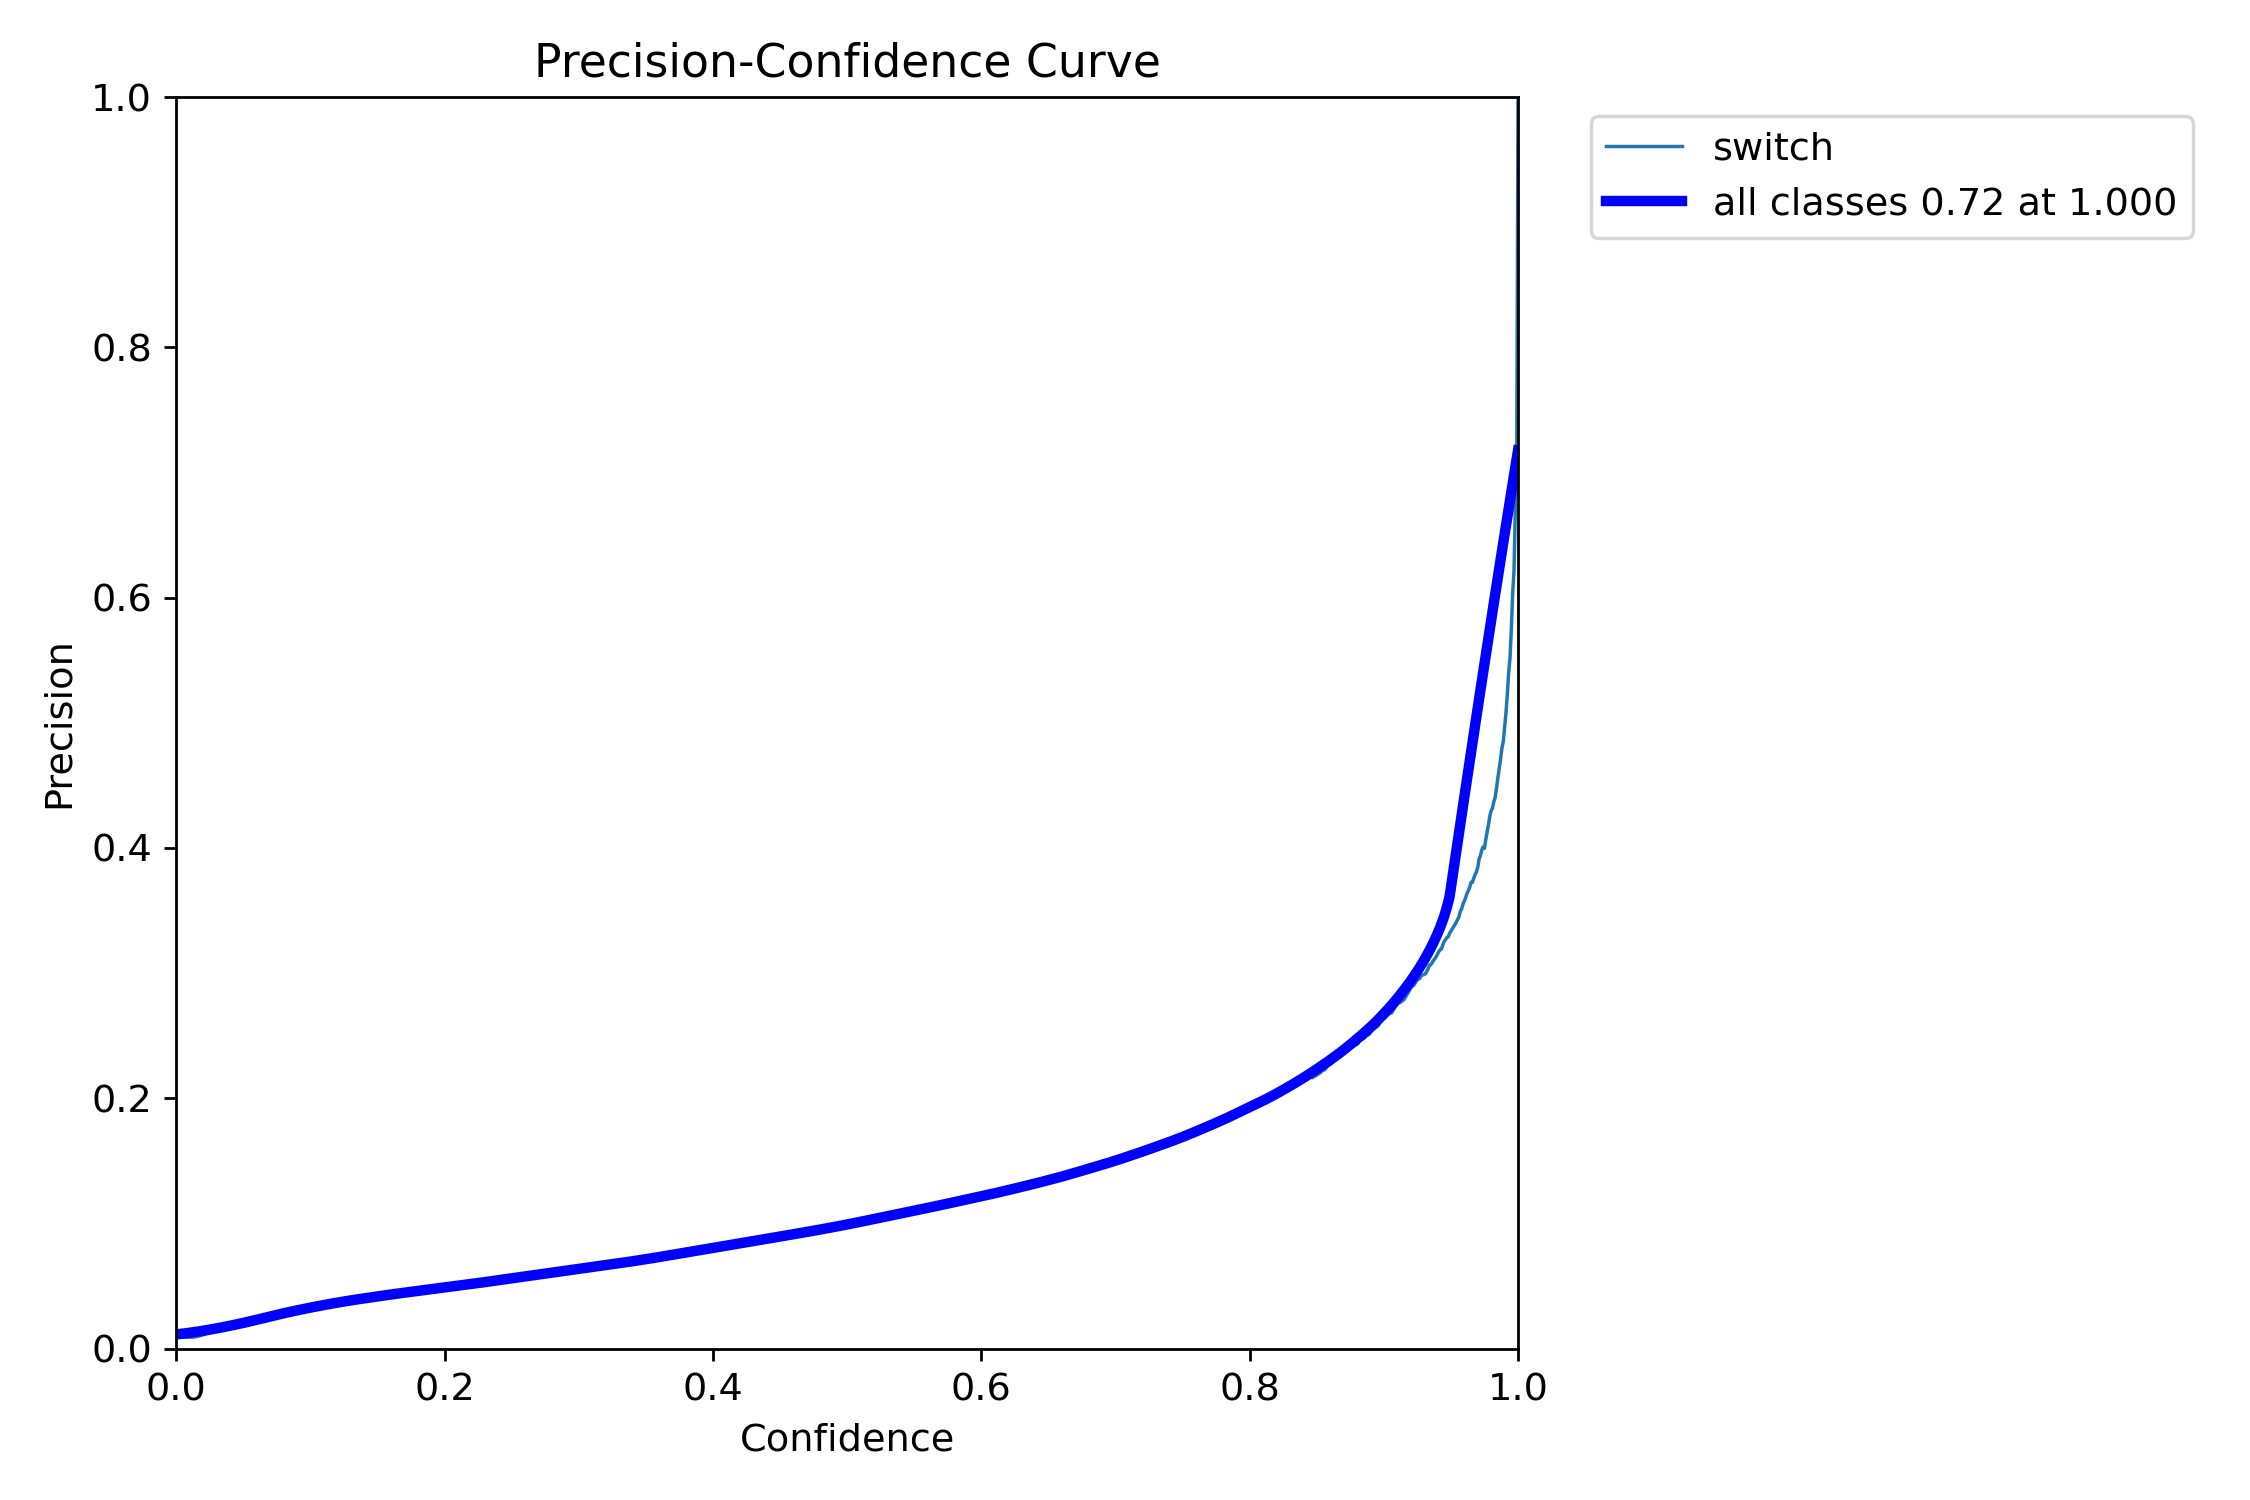 Precision-Confidence Curve
switch
all classes 0.72 at 1.000
Precision
1.0
0.8
0.6
0.4
0.2
0.0
0.0 0.2 0.4 0.6 0.8 1.0
Confidence